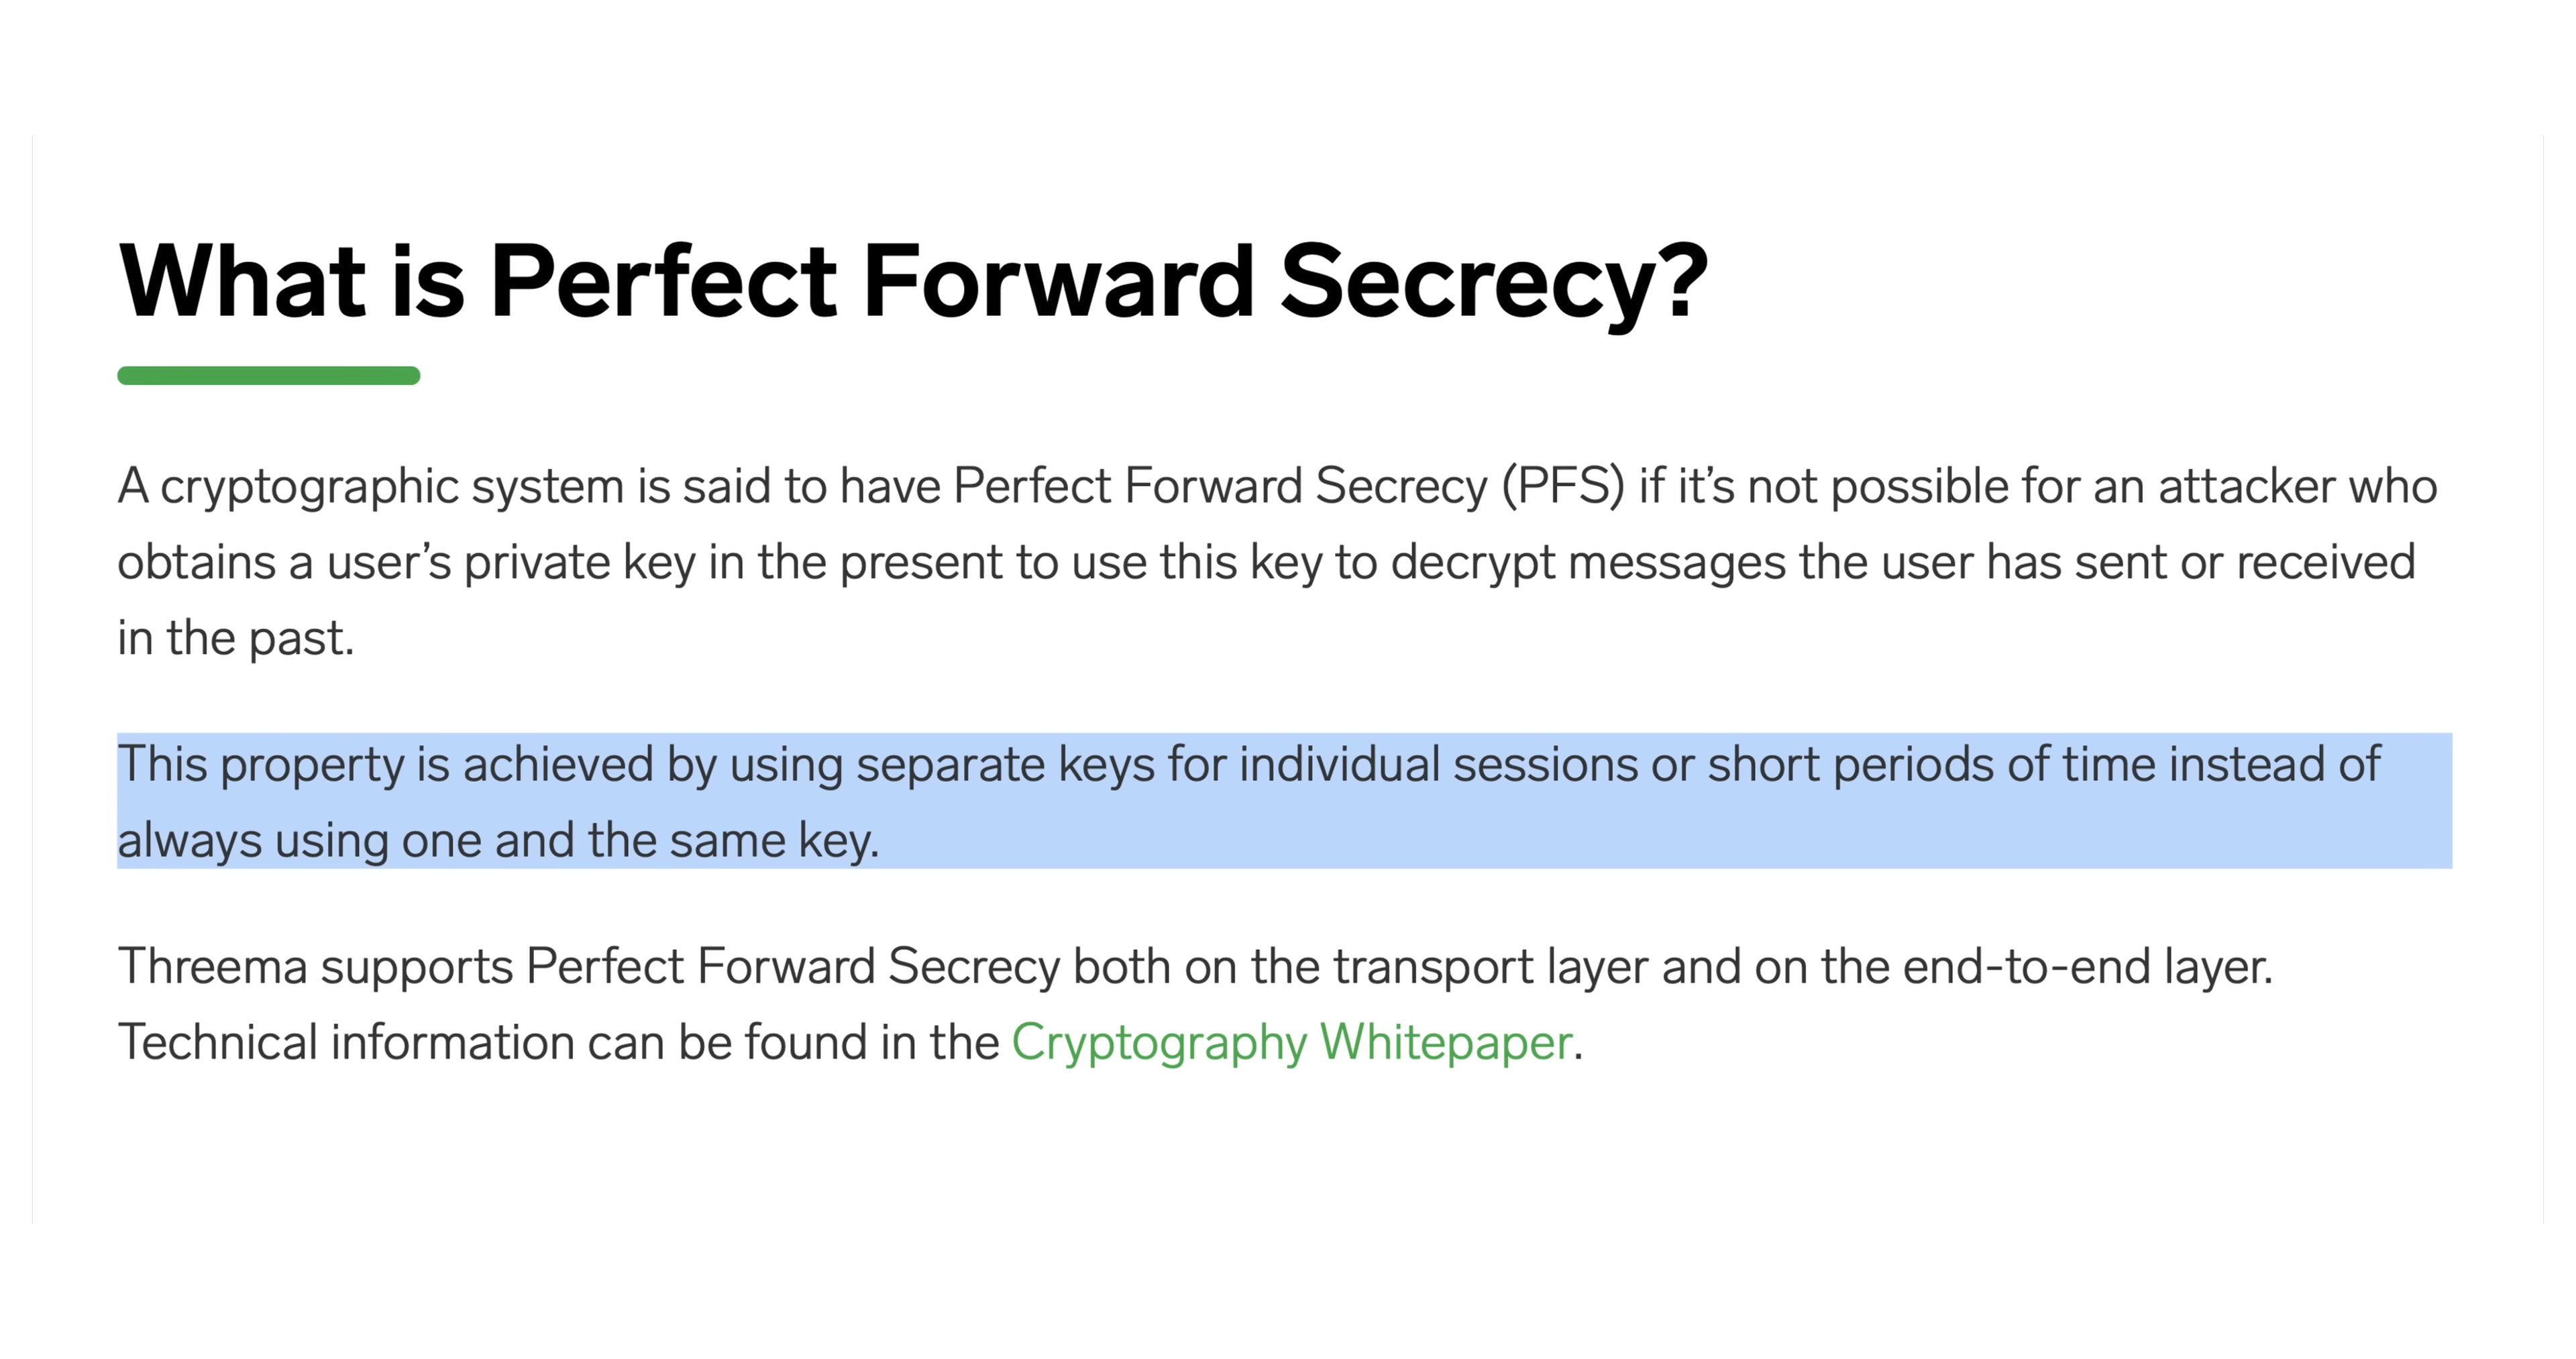 What is Perfect Forward Secrecy?
A cryptographic system is said to have Perfect Forward Secrecy (PFS) if it’s not possible for an attacker who
obtains a user’s private key in the present to use this key to decrypt messages the user has sent or received
in the past.
This property is achieved by using separate keys for individual sessions or short periods of time instead of
always using one and the same key.
Threema supports Perfect Forward Secrecy both on the transport layer and on the end-to-end layer.
Technical information can be found in the Cryptography Whitepaper.